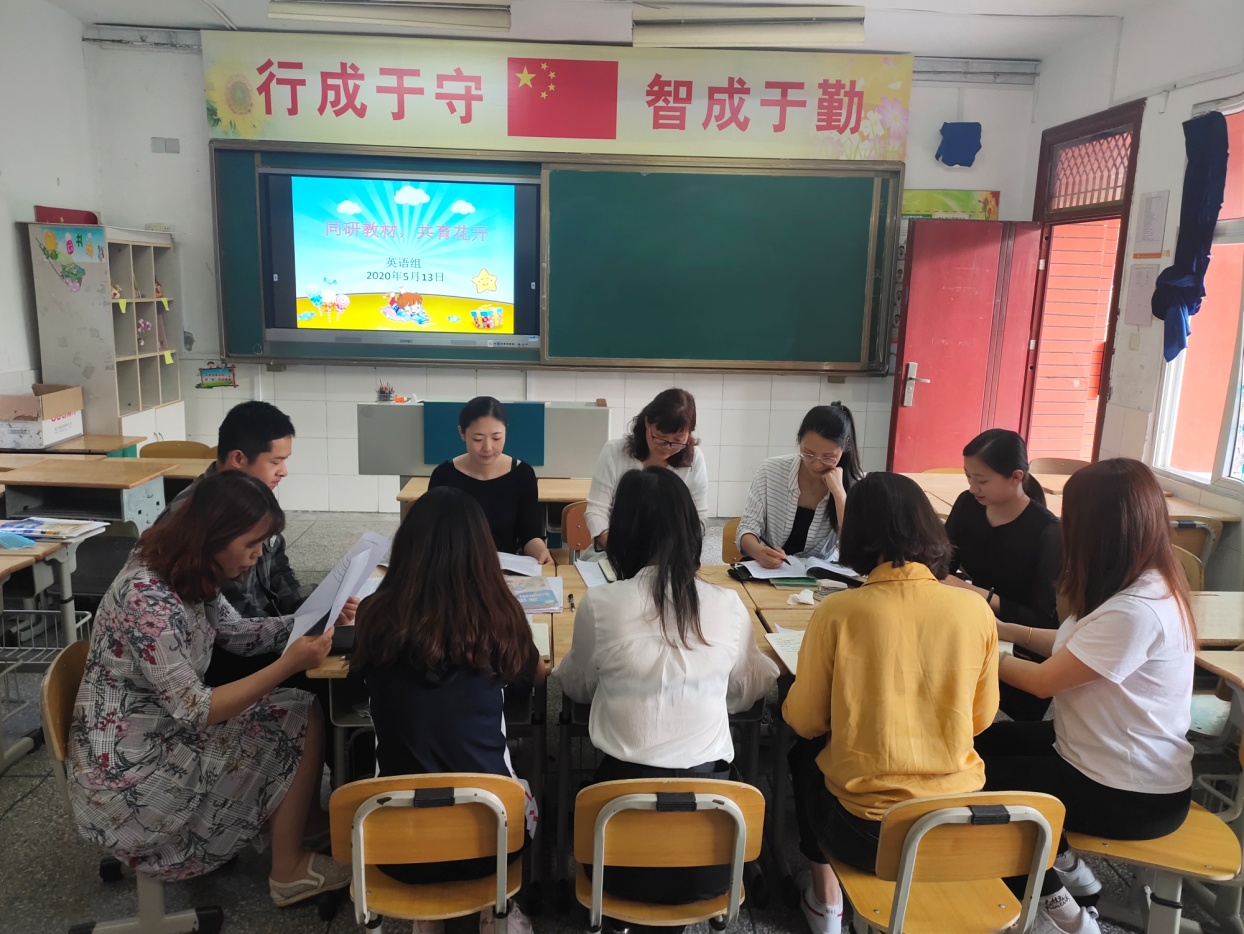 行成于守 智成于勤
同研教材，共育花开
英语组
2020年5月13日